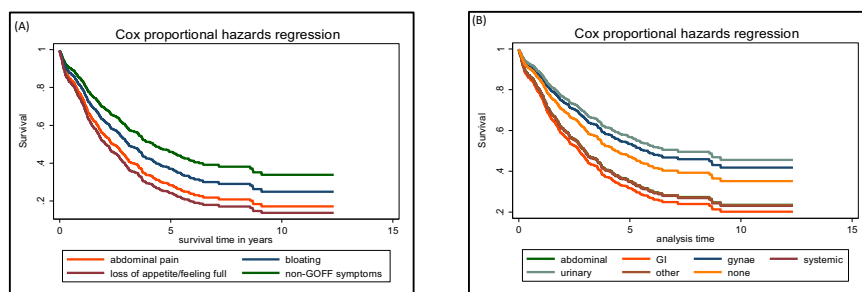 (A)
Cox proportional hazards regression
1
.8
.6
.4
.2
Survival
0 5 10 15
survival time in years
abdominal pain bloating
loss of appetite/feeling full non-GOFF symptoms
(B)
Cox proportional hazards regression
1
.8
.6
.4
.2
Survival
0 5 10 15
analysis time
abdominal GI gynae systemic
urinary other none